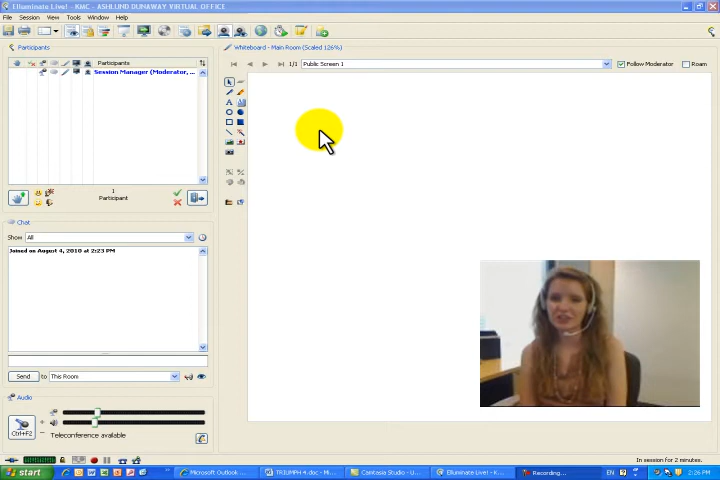 Elluminate Live! - KMC - ASHLUND DUNAWAY VIRTUAL OFFICE
File Session View Tools Window Help
Participants
Whiteboard - Main Room (Scaled 126%)
Participants
1/1 Public Screen 1
Follow Moderator
Roam
Session Manager (Moderator, ...
1
Participant
Chat
Show All
Joined on August 4, 2010 at 2:23 PM
Send to This Room
Audio
Ctrl+F2
Teleconference available
In session for 2 minutes.
start
Microsoft Outlook ...
TRIUMPH 4.doc - Mi...
Camtasia Studio - U...
Elluminate Live! - K...
Recording...
EN
2:26 PM